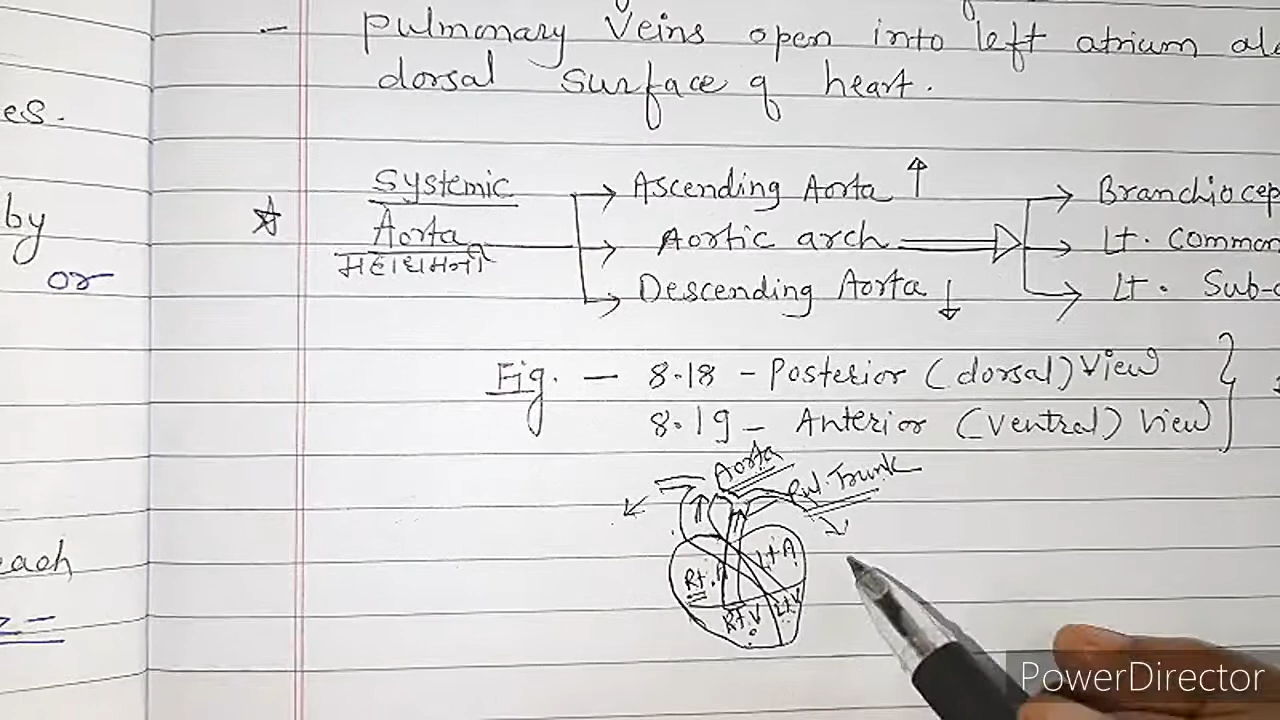 - Pulmonary Veins open into left atrium
dorsal surface of heart.
es.
by
or
each
Systemic
Aorta
महाधमनी
→ Ascending Aorta ↑ → Branchiocep
→ Aortic arch → Lt. Common
→ Descending Aorta ↓ → Lt. Sub-c
Fig. - 8.18 - Posterior (dorsal) View
8.19 - Anterior (Ventral) View
Aorta
Pul. Trunk
Lt A
Rt. A
Rt. V
Lt V
PowerDirector